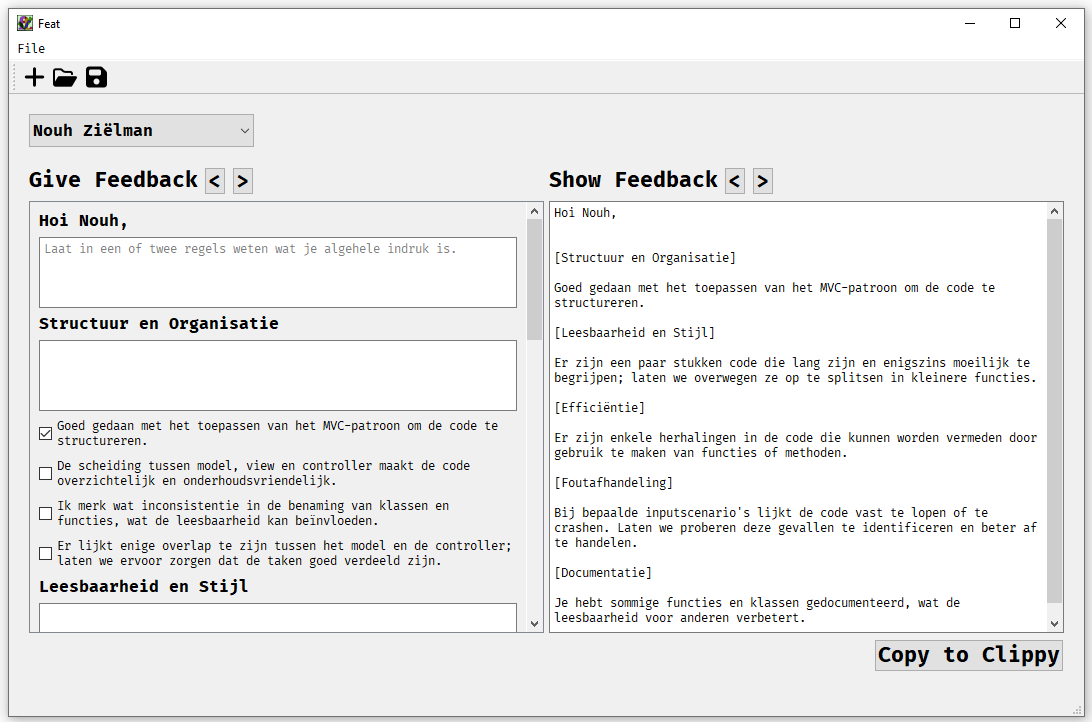 Feat
File
Nouh Ziëlman
Give Feedback < >
Hoi Nouh,
Laat in een of twee regels weten wat je algehele indruk is.
Structuur en Organisatie
Goed gedaan met het toepassen van het MVC-patroon om de code te
structureren.
De scheiding tussen model, view en controller maakt de code
overzichtelijk en onderhoudsvriendelijk.
Ik merk wat inconsistentie in de benaming van klassen en
functies, wat de leesbaarheid kan beïnvloeden.
Er lijkt enige overlap te zijn tussen het model en de controller;
laten we ervoor zorgen dat de taken goed verdeeld zijn.
Leesbaarheid en Stijl
Show Feedback < >
Hoi Nouh,
[Structuur en Organisatie]
Goed gedaan met het toepassen van het MVC-patroon om de code te
structureren.
[Leesbaarheid en Stijl]
Er zijn een paar stukken code die lang zijn en enigszins moeilijk te
begrijpen; laten we overwegen ze op te splitsen in kleinere functies.
[Efficiëntie]
Er zijn enkele herhalingen in de code die kunnen worden vermeden door
gebruik te maken van functies of methoden.
[Foutafhandeling]
Bij bepaalde inputscenario's lijkt de code vast te lopen of te
crashen. Laten we proberen deze gevallen te identificeren en beter af
te handelen.
[Documentatie]
Je hebt sommige functies en klassen gedocumenteerd, wat de
leesbaarheid voor anderen verbetert.
Copy to Clippy